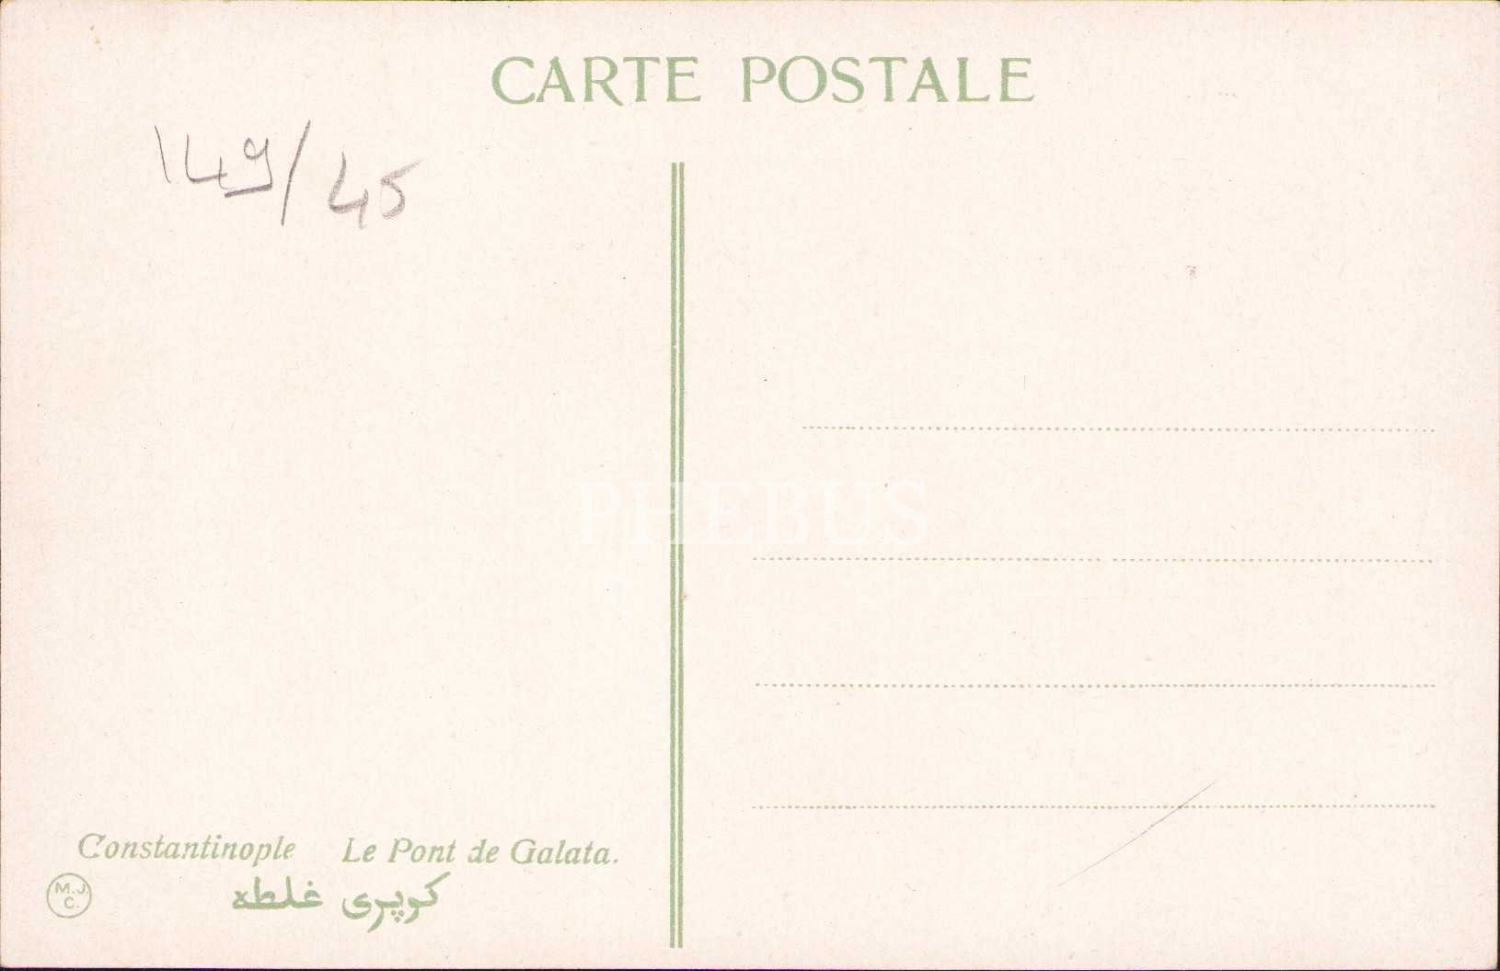 CARTE POSTALE
149/45
PHEBUS
Constantinople Le Pont de Galata.
كوپرى غلطه
M.J.
C.